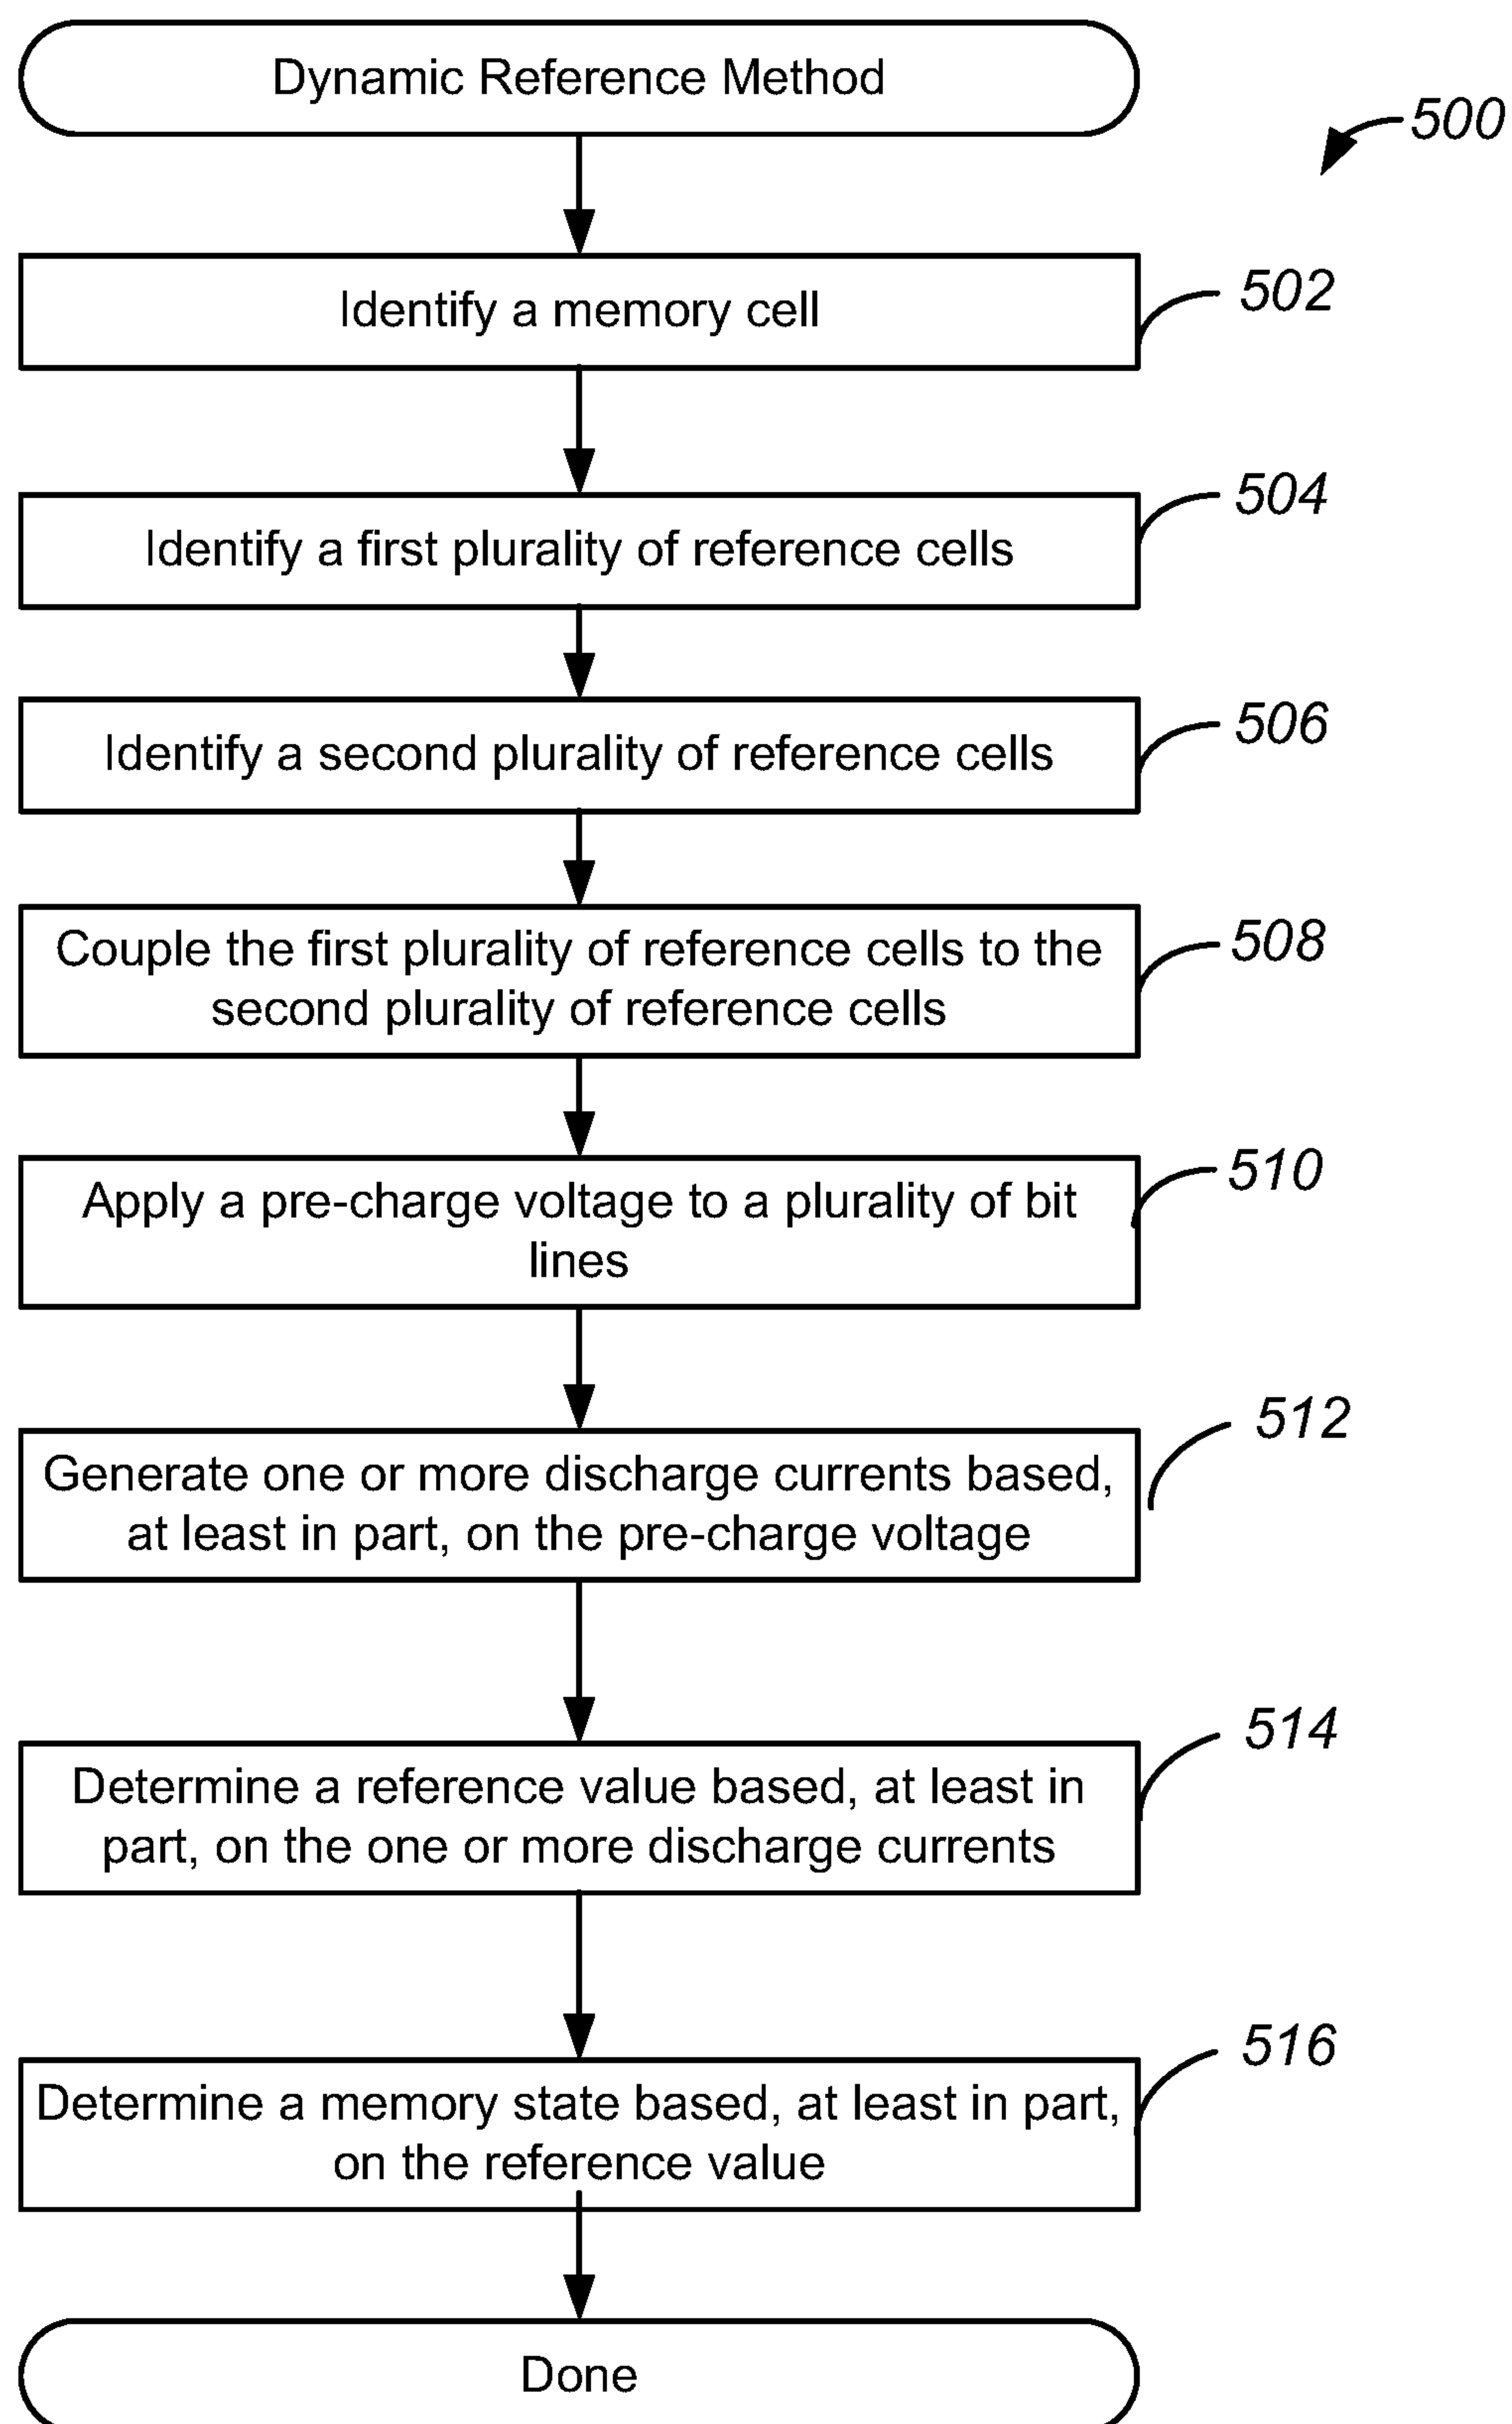 Dynamic Reference Method
500
Identify a memory cell
502
Identify a first plurality of reference cells
504
Identify a second plurality of reference cells
506
Couple the first plurality of reference cells to the
second plurality of reference cells
508
Apply a pre-charge voltage to a plurality of bit
lines
510
Generate one or more discharge currents based,
at least in part, on the pre-charge voltage
512
Determine a reference value based, at least in
part, on the one or more discharge currents
514
Determine a memory state based, at least in part,
on the reference value
516
Done